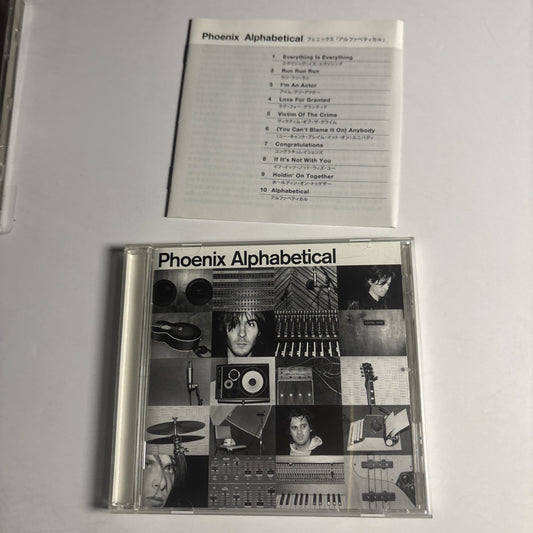 Phoenix Alphabetical フェニックス「アルファベティカル」
1 Everything Is Everything
エヴリシング・イズ・エヴリシング
2 Run Run Run
ラン・ラン・ラン
3 I'm An Actor
アイム・アン・アクター
4 Love For Granted
ラヴ・フォー・グランテッド
5 Victim Of The Crime
ヴィクティム・オブ・ザ・クライム
6 (You Can't Blame It On) Anybody
(ユー・キャント・ブレイム・イット・オン)エニバディ
7 Congratulations
コングラチュレイションズ
8 If It's Not With You
イフ・イッツ・ノット・ウィズ・ユー
9 Holdin' On Together
ホールディン・オン・トゥゲザー
10 Alphabetical
アルファベティカル
Phoenix Alphabetical